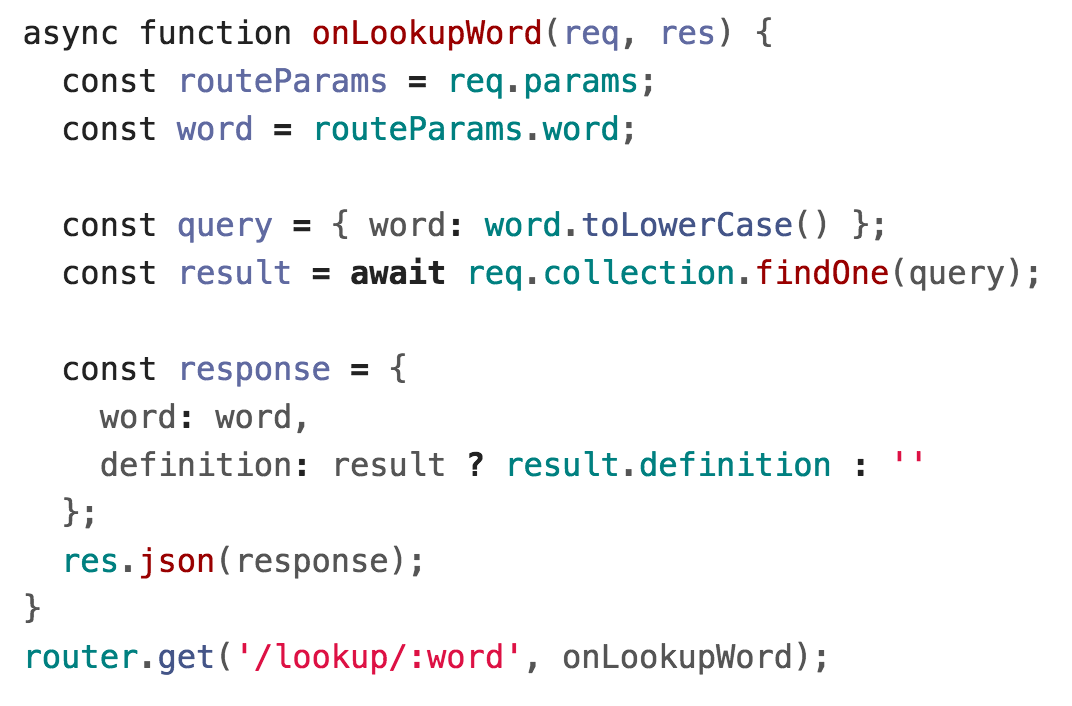 async function onLookupWord(req, res) {
  const routeParams = req.params;
  const word = routeParams.word;

  const query = { word: word.toLowerCase() };
  const result = await req.collection.findOne(query);

  const response = {
    word: word,
    definition: result ? result.definition : ''
  };
  res.json(response);
}
router.get('/lookup/:word', onLookupWord);